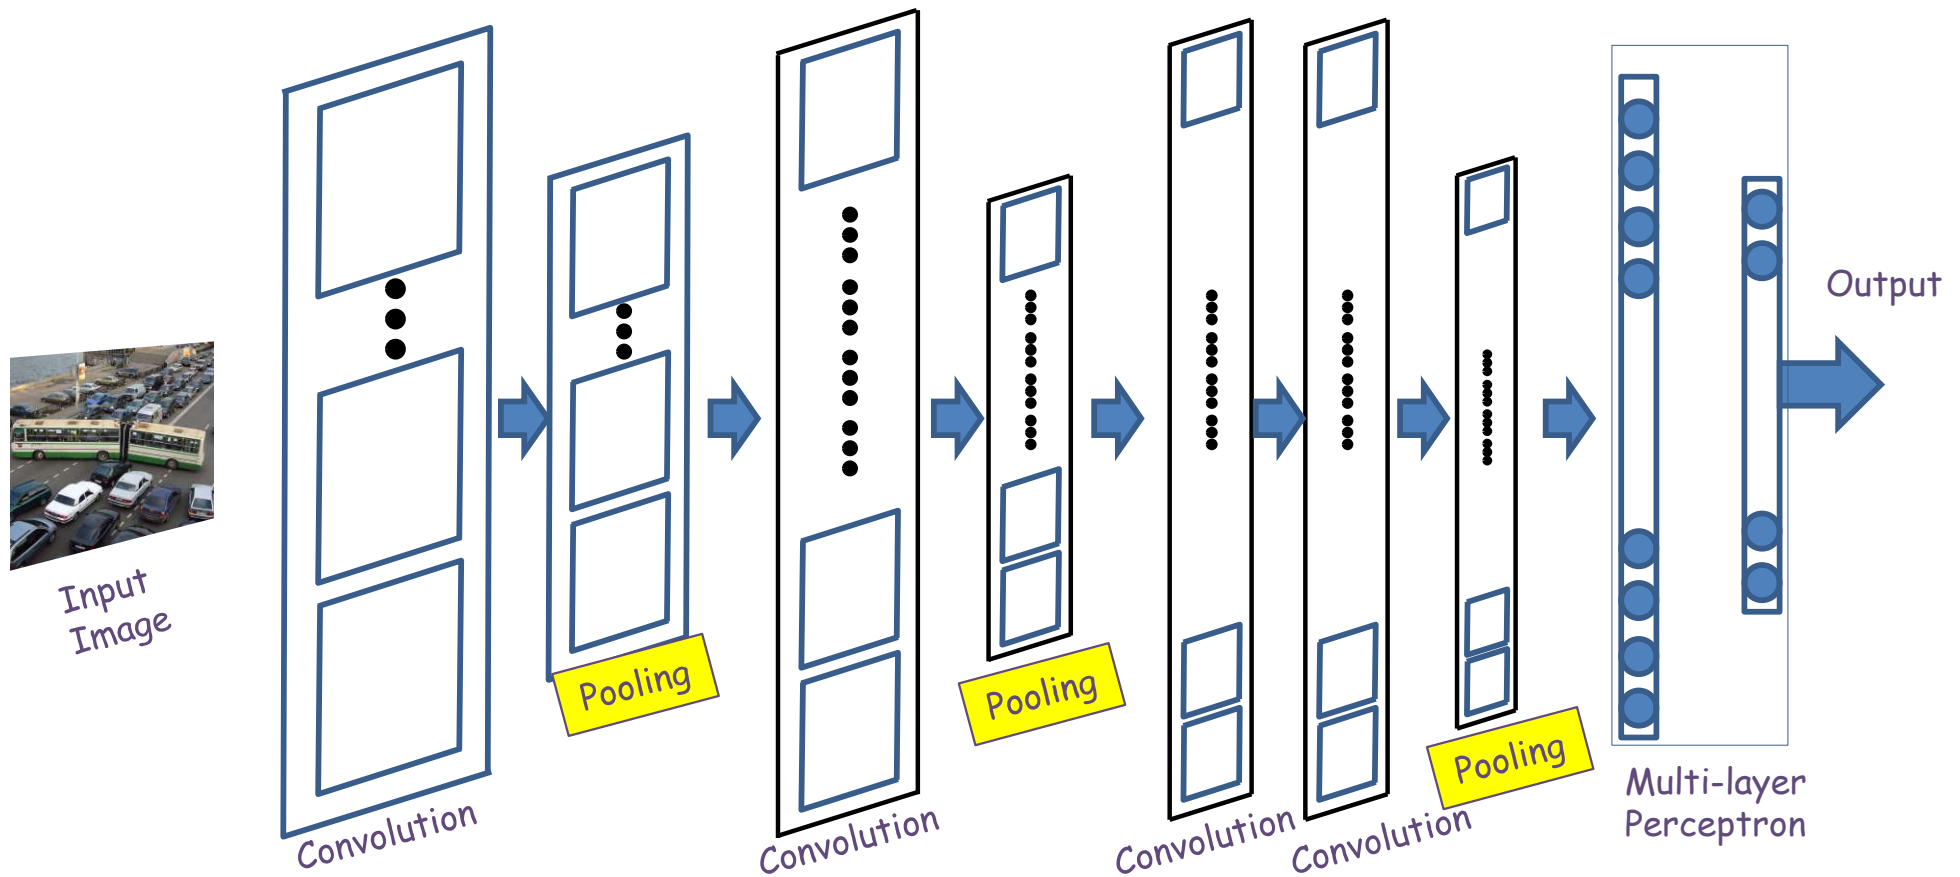 Input
Image
Convolution
Pooling
Convolution
Pooling
Convolution
Convolution
Pooling
Multi-layer
Perceptron
Output